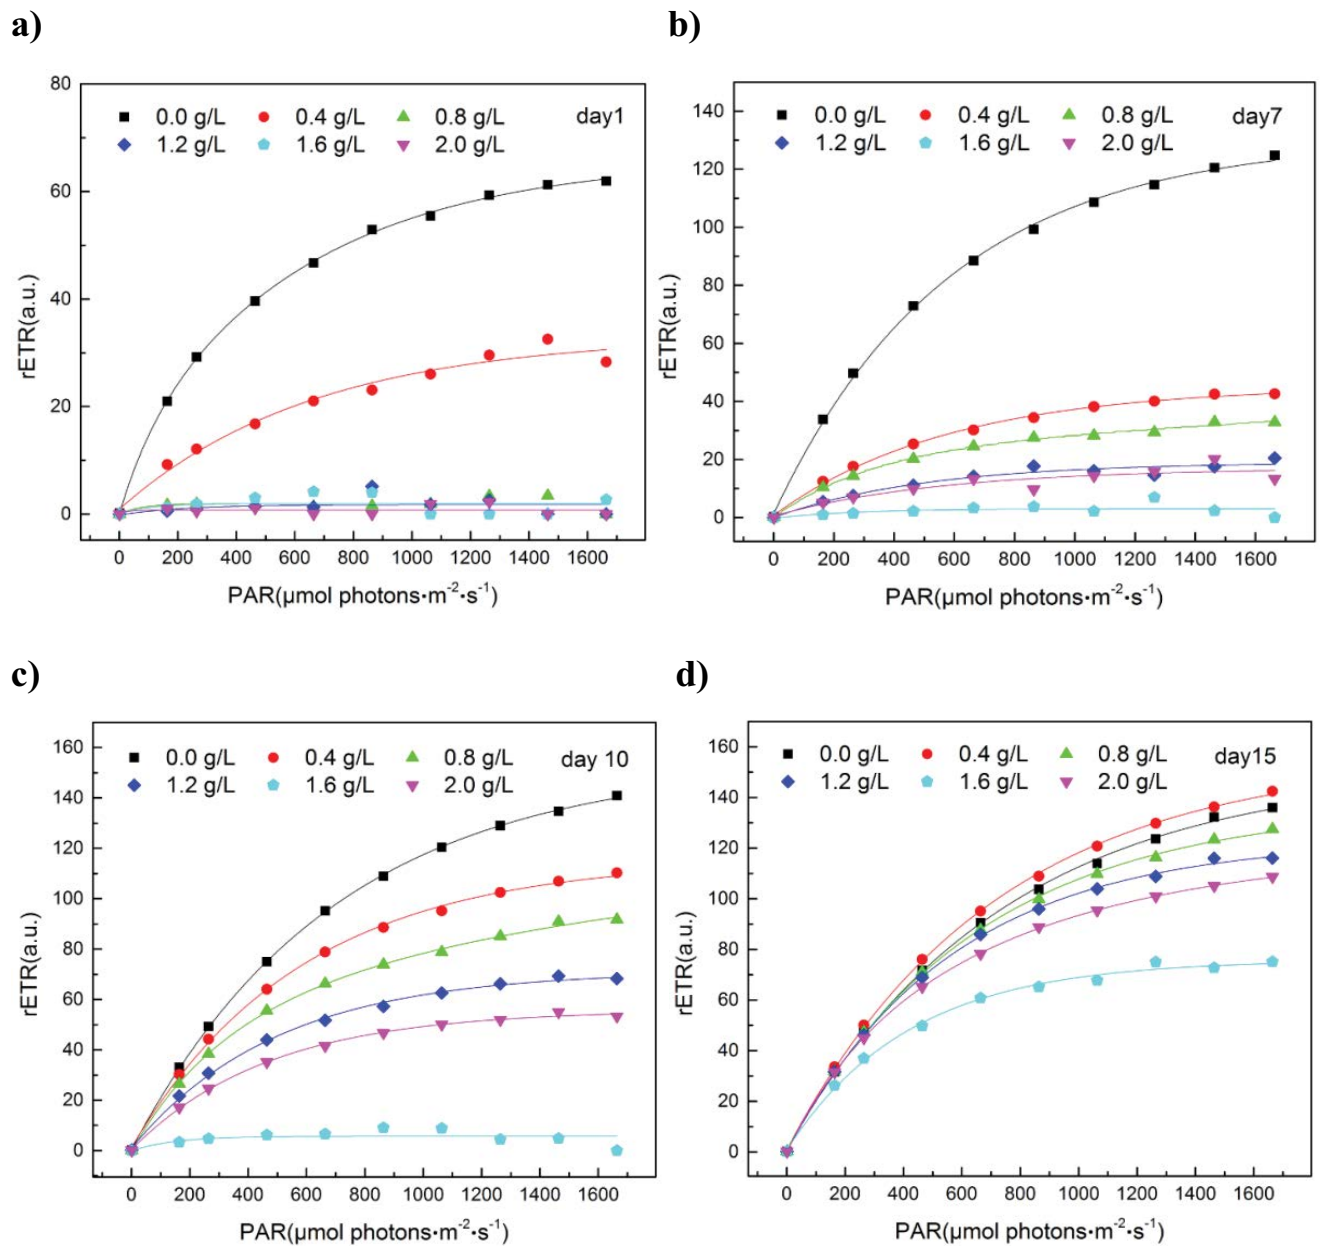 a)
80
60
40
20
0
0.0 g/L 0.4 g/L 0.8 g/L day1
1.2 g/L 1.6 g/L 2.0 g/L
rETR(a.u.)
0 200 400 600 800 1000 1200 1400 1600
PAR(μmol photons·m⁻²·s⁻¹)
b)
140
120
100
80
60
40
20
0
0.0 g/L 0.4 g/L 0.8 g/L day7
1.2 g/L 1.6 g/L 2.0 g/L
rETR(a.u.)
0 200 400 600 800 1000 1200 1400 1600
PAR(μmol photons·m⁻²·s⁻¹)
c)
160
140
120
100
80
60
40
20
0
0.0 g/L 0.4 g/L 0.8 g/L day 10
1.2 g/L 1.6 g/L 2.0 g/L
rETR(a.u.)
0 200 400 600 800 1000 1200 1400 1600
PAR(μmol photons·m⁻²·s⁻¹)
d)
160
140
120
100
80
60
40
20
0
0.0 g/L 0.4 g/L 0.8 g/L day15
1.2 g/L 1.6 g/L 2.0 g/L
rETR(a.u.)
0 200 400 600 800 1000 1200 1400 1600
PAR(μmol photons·m⁻²·s⁻¹)